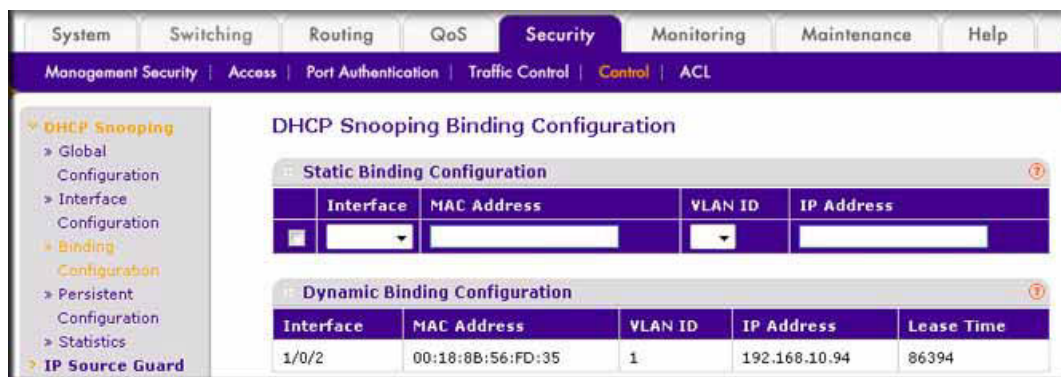 System Switching Routing QoS Security Monitoring Maintenance Help
Management Security | Access | Port Authentication | Traffic Control | Control | ACL
DHCP Snooping
» Global
Configuration
» Interface
Configuration
» Binding
Configuration
» Persistent
Configuration
» Statistics
IP Source Guard
DHCP Snooping Binding Configuration
Static Binding Configuration ?
Interface MAC Address VLAN ID IP Address
Dynamic Binding Configuration ?
Interface MAC Address VLAN ID IP Address Lease Time
1/0/2 00:18:8B:56:FD:35 1 192.168.10.94 86394